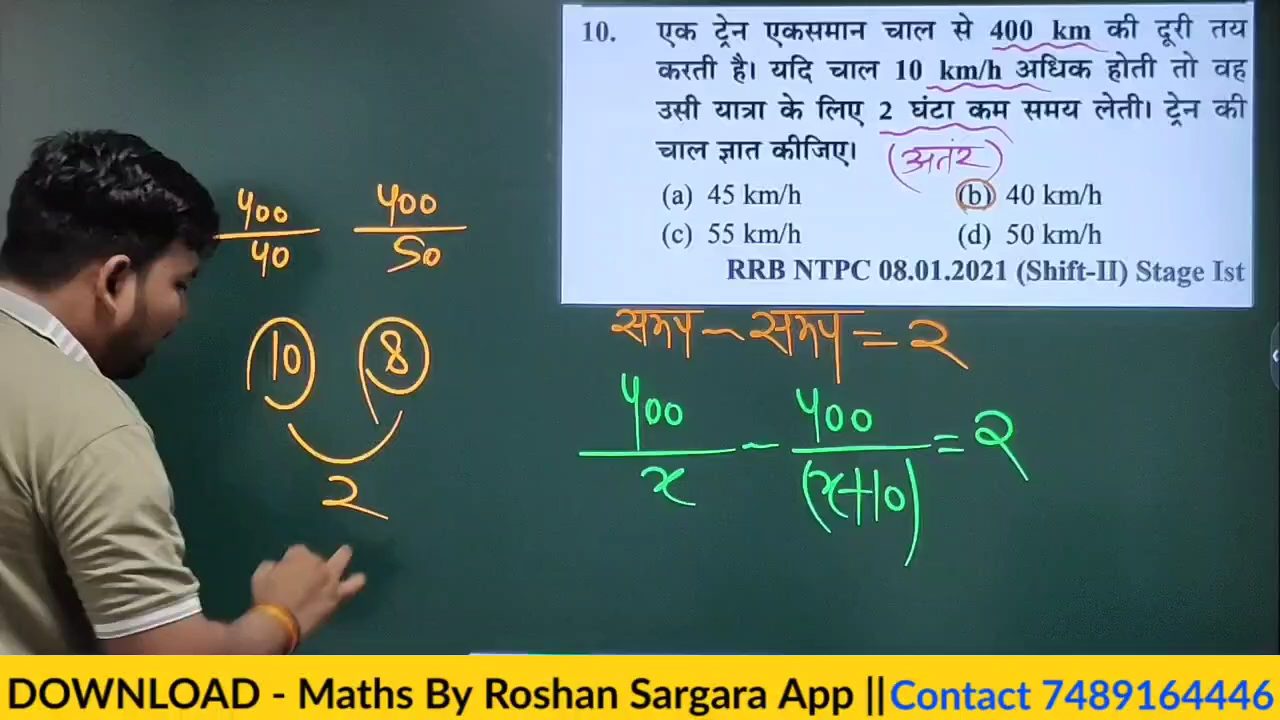 10. एक ट्रेन एकसमान चाल से 400 km की दूरी तय
करती है। यदि चाल 10 km/h अधिक होती तो वह
उसी यात्रा के लिए 2 घंटा कम समय लेती। ट्रेन की
चाल ज्ञात कीजिए।
(अतंर)
(a) 45 km/h (b) 40 km/h
(c) 55 km/h (d) 50 km/h
RRB NTPC 08.01.2021 (Shift-II) Stage Ist
400 400
40 50
10 8
2
समय - समय = 2
400 - 400 = 2
x (x+10)
DOWNLOAD - Maths By Roshan Sargara App || Contact 7489164446